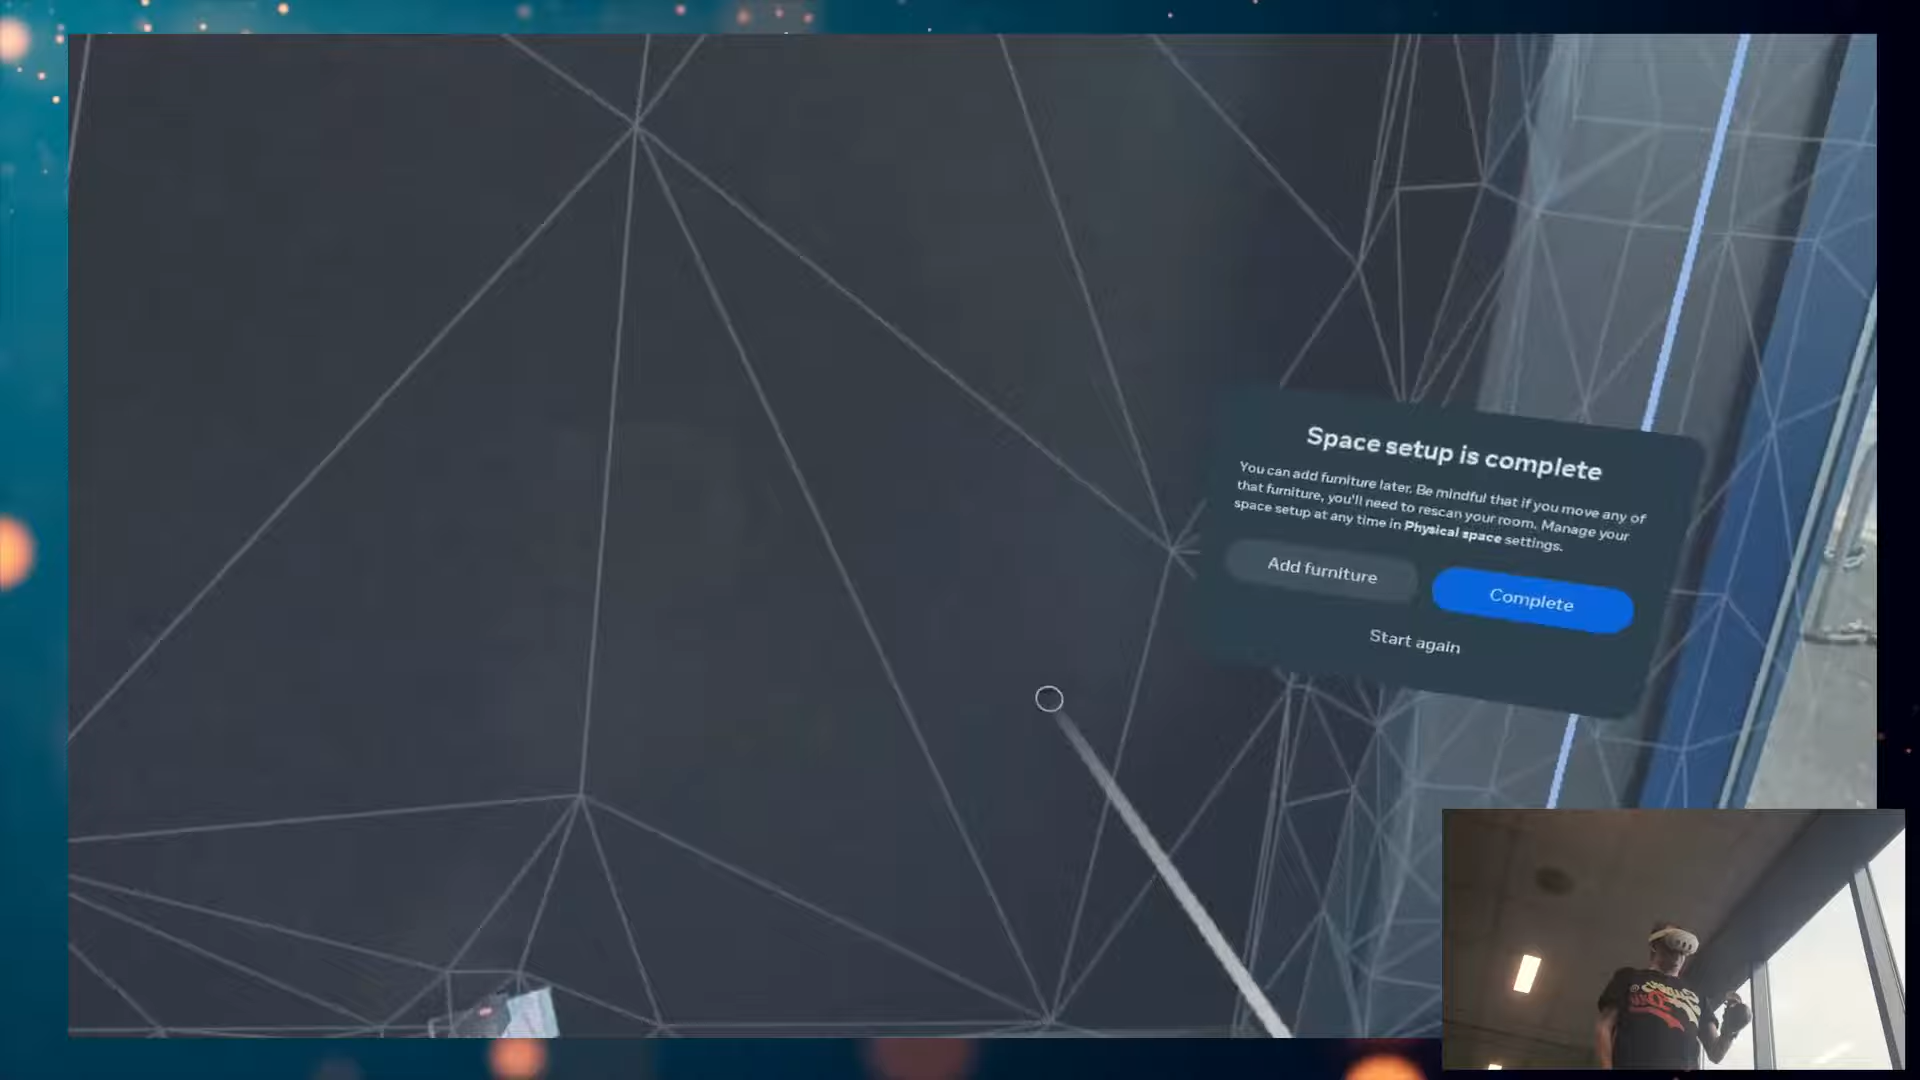 Space setup is complete
You can add furniture later. Be mindful that if you move any of
that furniture, you'll need to rescan your room. Manage your
space setup at any time in Physical space settings.
Add furniture
Complete
Start again